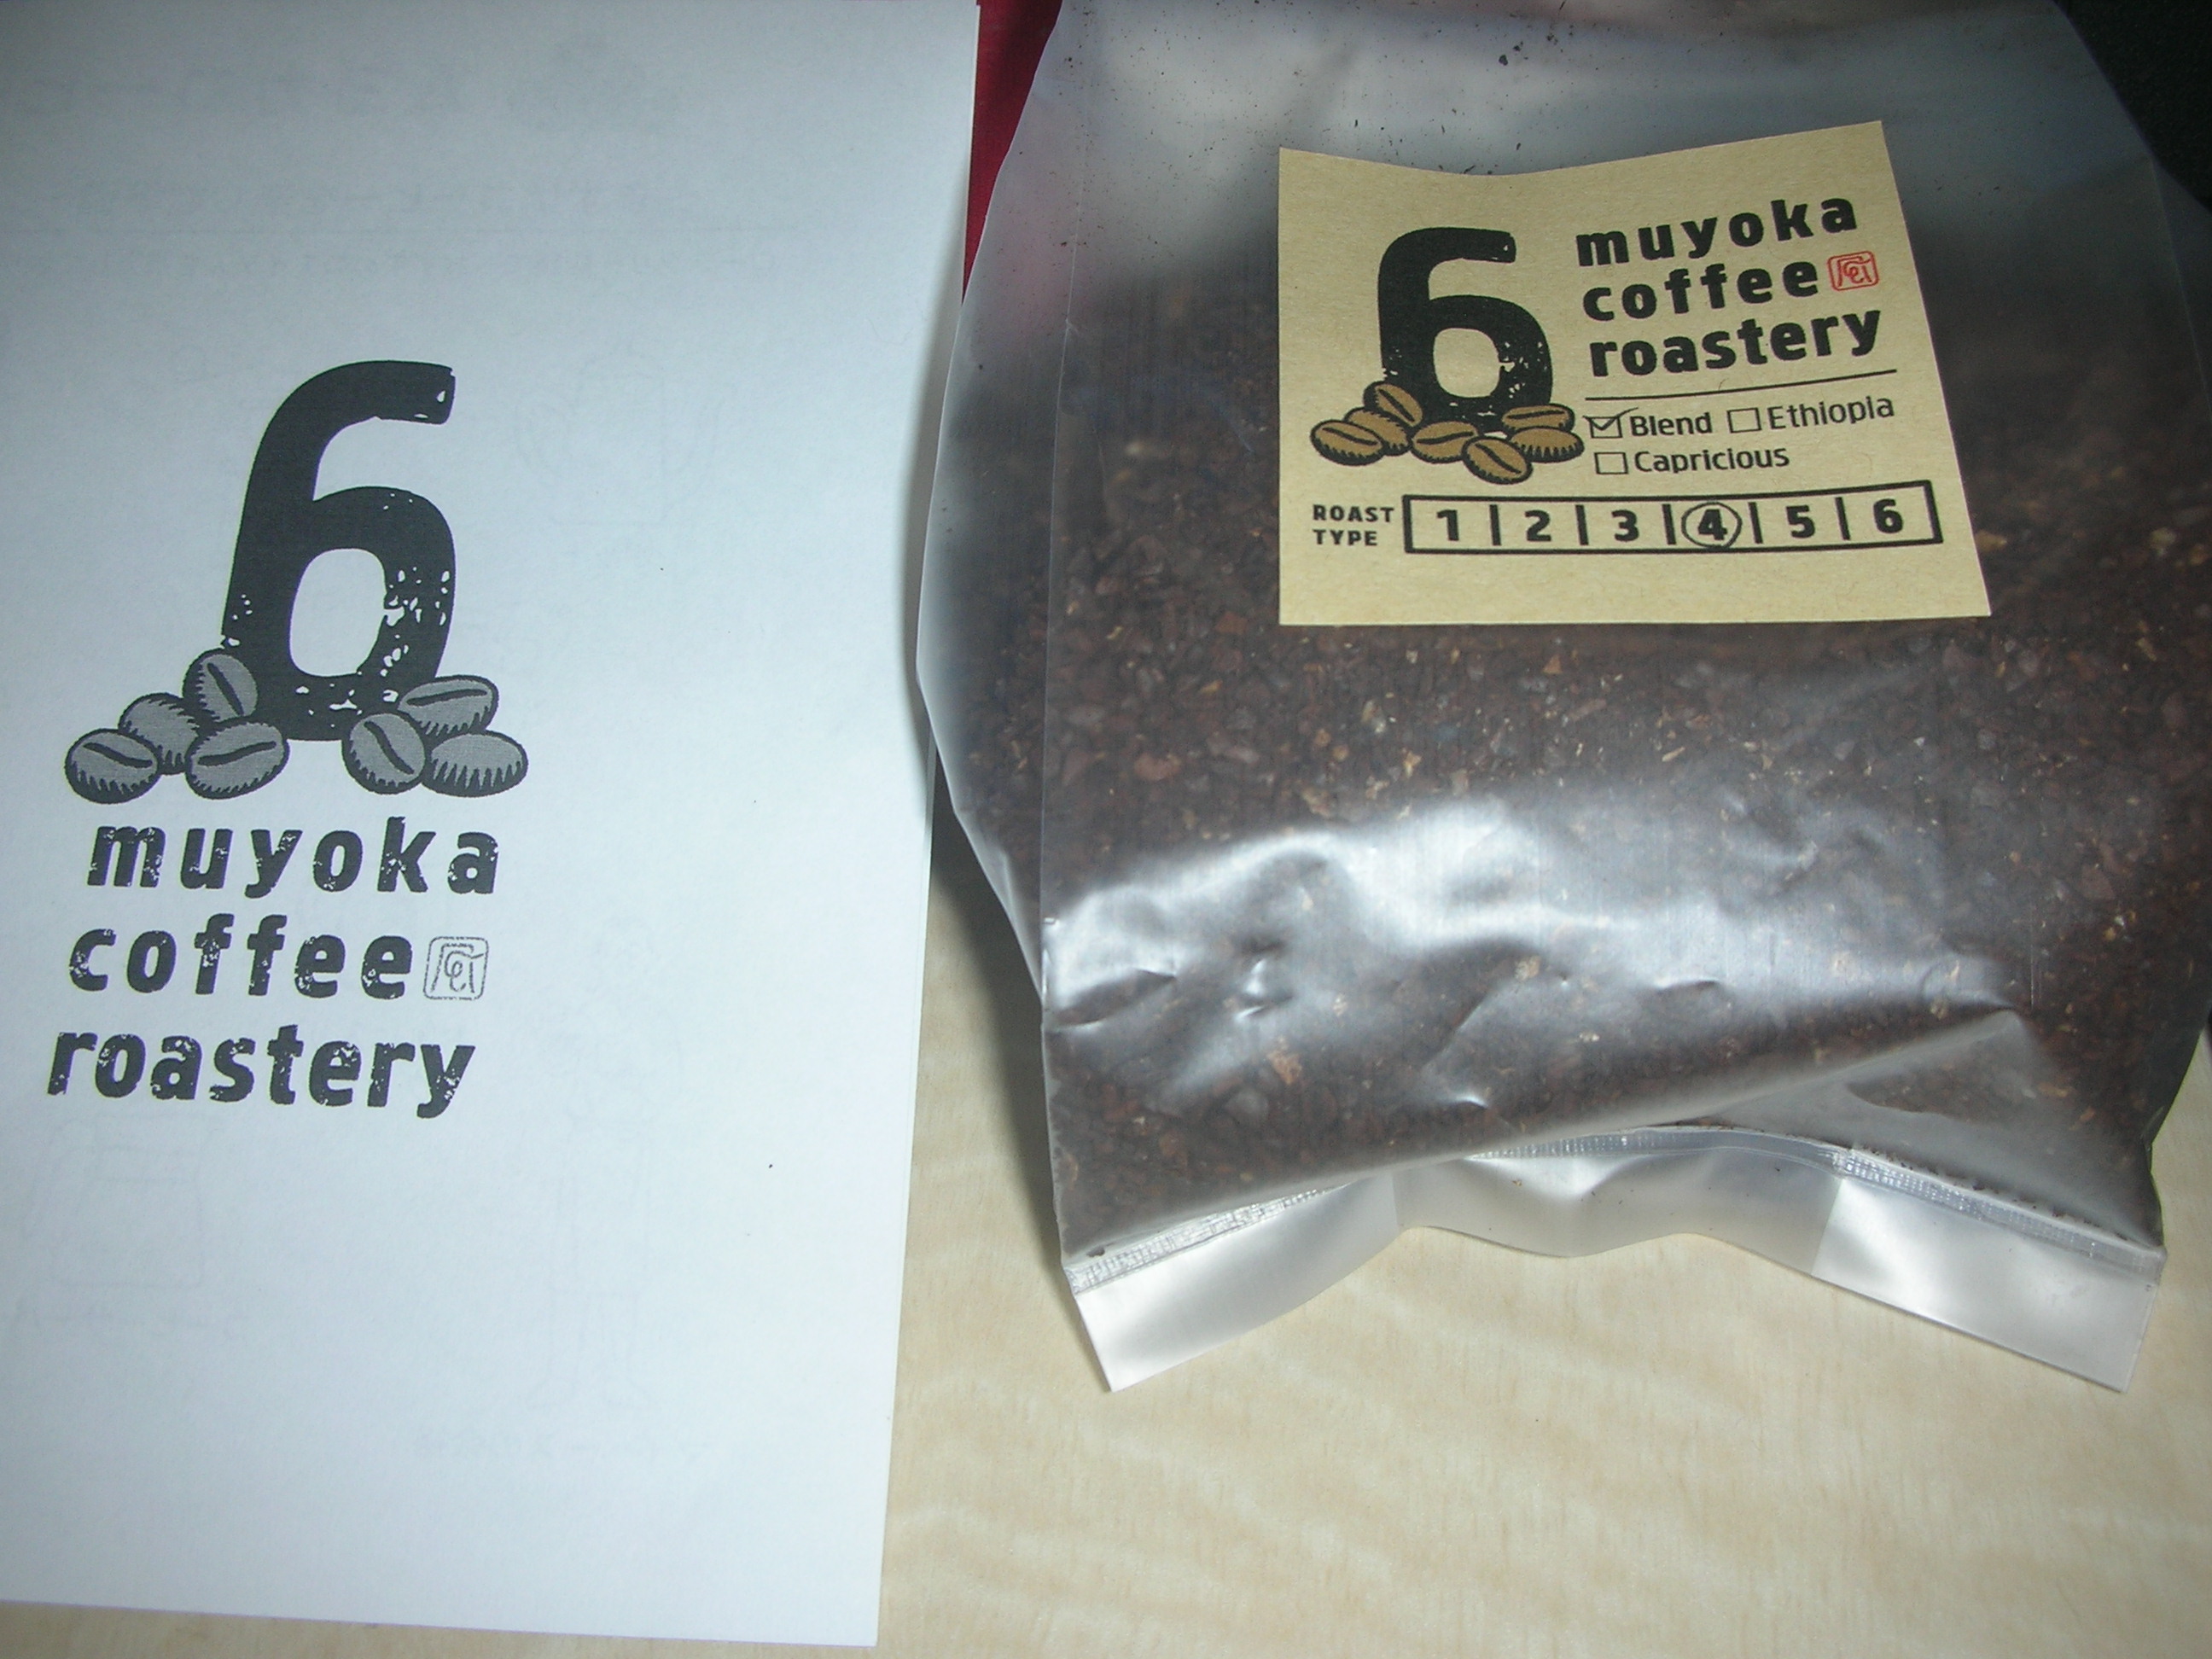 6
muyoka
coffee
roastery
6
muyoka
coffee
roastery
Blend Ethiopia
Capricious
ROAST
TYPE
1 | 2 | 3 | 4 | 5 | 6